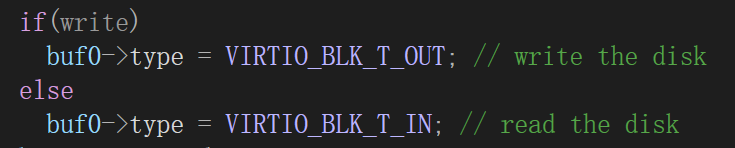 if(write)
buf0->type = VIRTIO_BLK_T_OUT; // write the disk
else
buf0->type = VIRTIO_BLK_T_IN; // read the disk